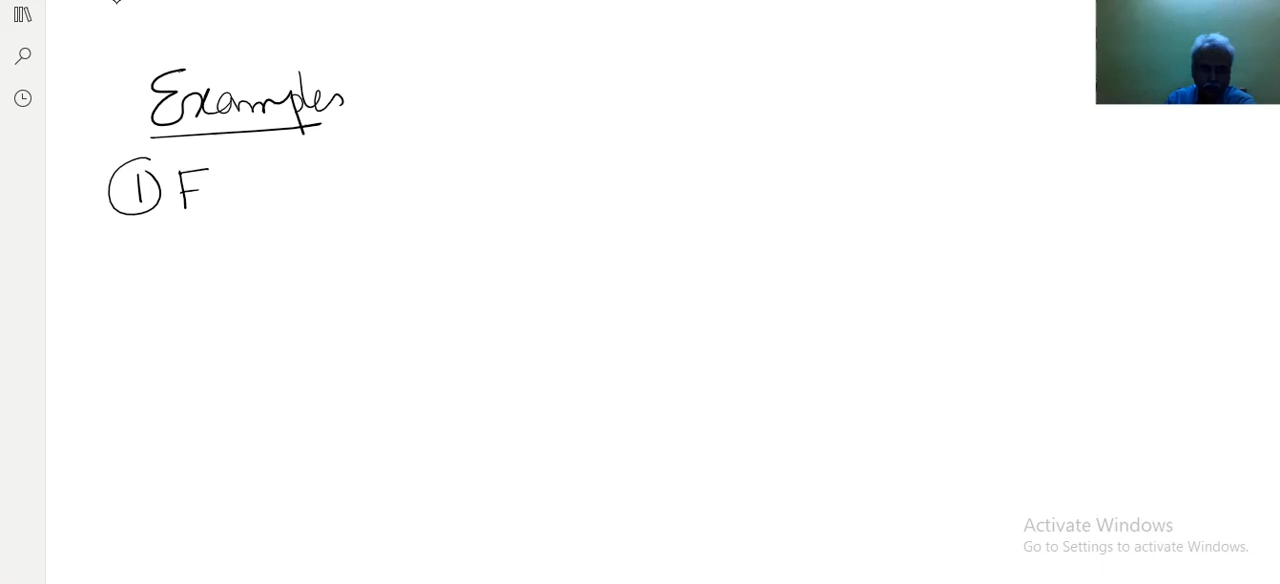 Examples
① F
Activate Windows
Go to Settings to activate Windows.